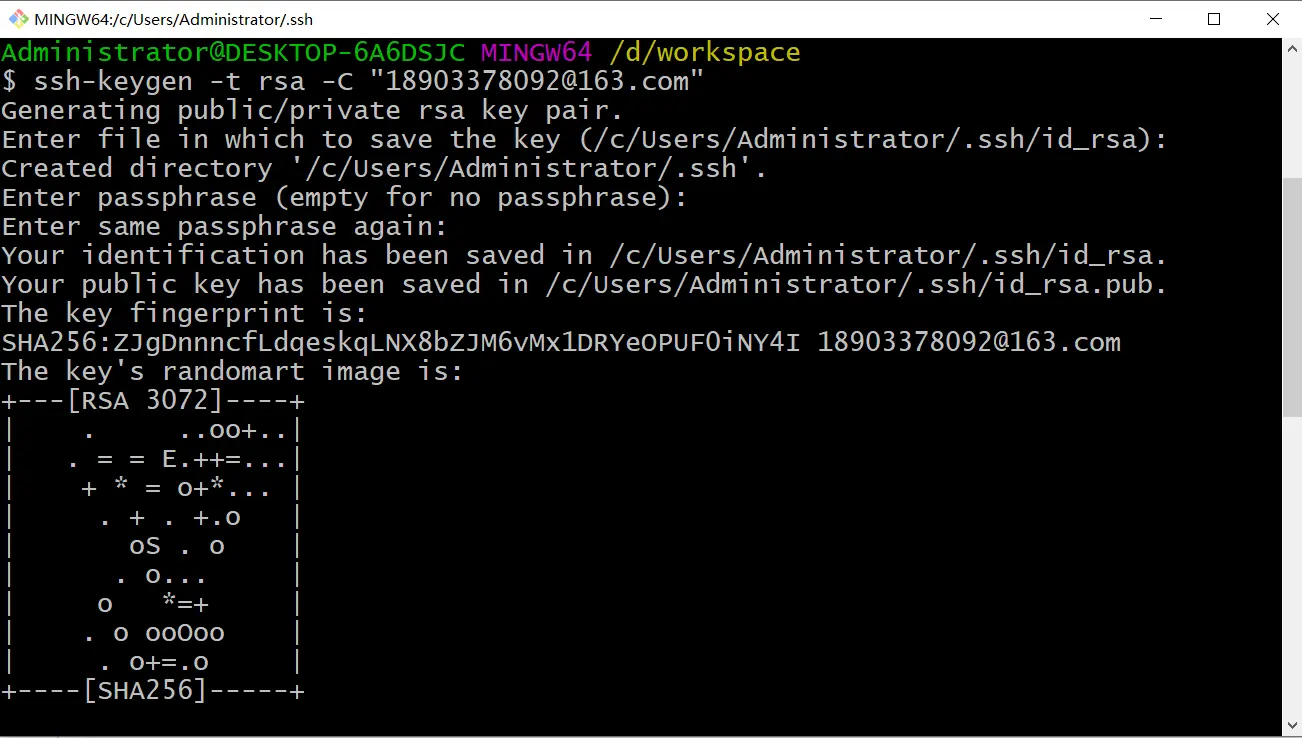 MINGW64:/c/Users/Administrator/.ssh
Administrator@DESKTOP-6A6DSJC MINGW64 /d/workspace
$ ssh-keygen -t rsa -C "18903378092@163.com"
Generating public/private rsa key pair.
Enter file in which to save the key (/c/Users/Administrator/.ssh/id_rsa):
Created directory '/c/Users/Administrator/.ssh'.
Enter passphrase (empty for no passphrase):
Enter same passphrase again:
Your identification has been saved in /c/Users/Administrator/.ssh/id_rsa.
Your public key has been saved in /c/Users/Administrator/.ssh/id_rsa.pub.
The key fingerprint is:
SHA256:ZJgDnnncfLdqeskqLNX8bZJM6vMx1DRYeOPUF0iNY4I 18903378092@163.com
The key's randomart image is:
+---[RSA 3072]----+
|    .     ..oo+..|
|   . = = E.++=...|
|    + * = o+*... |
|     . + . +.o   |
|       oS . o    |
|      . o...     |
|     o   *=+     |
|    . o ooOoo    |
|     . o+=.o     |
+----[SHA256]-----+